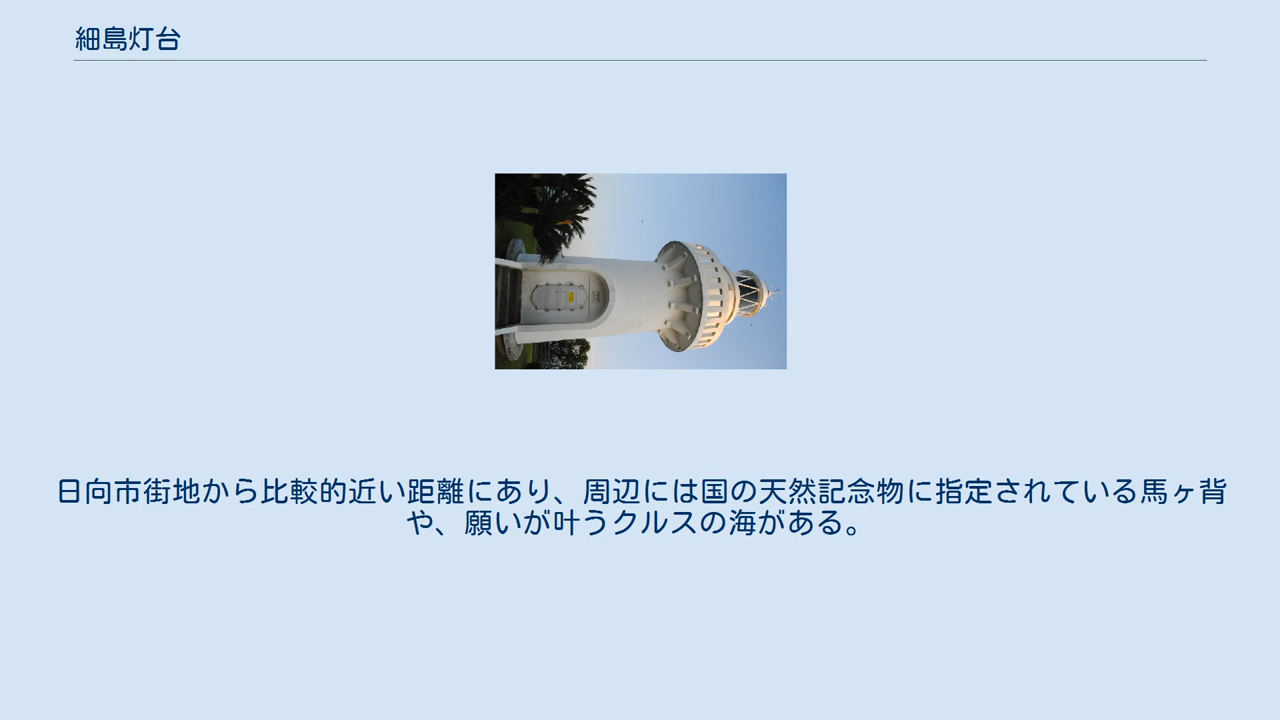 細島灯台
日向市街地から比較的近い距離にあり、周辺には国の天然記念物に指定されている馬ヶ背
や、願いが叶うクルスの海がある。